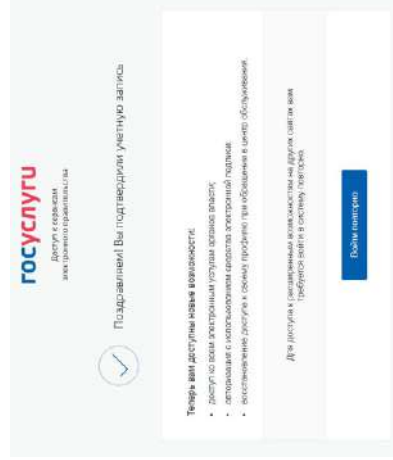 госуслуги
Доступ к сервисам
электронного правительства
Поздравляем! Вы подтвердили учетную запись
Теперь вам доступны новые возможности:
доступ ко всем электронным услугам органов власти;
авторизация с использованием средства электронной подписи;
восстановление доступа к своему профилю при обращении в центр обслуживания.
Для доступа к расширенным возможностям на других сайтах вам
требуется войти в систему повторно.
Войти повторно